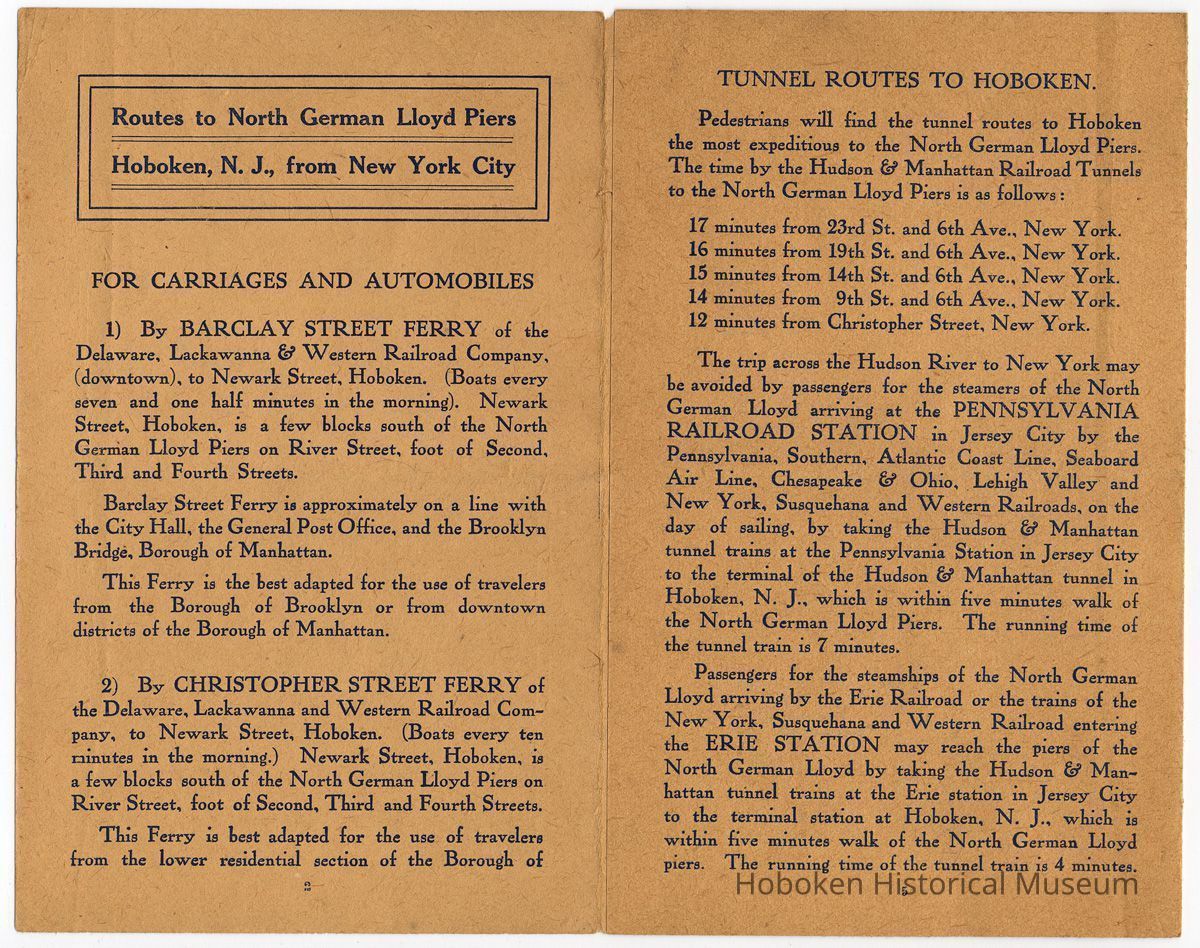 Routes to North German Lloyd Piers
Hoboken, N. J., from New York City
FOR CARRIAGES AND AUTOMOBILES
1) By BARCLAY STREET FERRY of the
Delaware, Lackawanna & Western Railroad Company,
(downtown), to Newark Street, Hoboken. (Boats every
seven and one half minutes in the morning). Newark
Street, Hoboken, is a few blocks south of the North
German Lloyd Piers on River Street, foot of Second,
Third and Fourth Streets.
Barclay Street Ferry is approximately on a line with
the City Hall, the General Post Office, and the Brooklyn
Bridge, Borough of Manhattan.
This Ferry is the best adapted for the use of travelers
from the Borough of Brooklyn or from downtown
districts of the Borough of Manhattan.
2) By CHRISTOPHER STREET FERRY of
the Delaware, Lackawanna and Western Railroad Com-
pany, to Newark Street, Hoboken. (Boats every ten
minutes in the morning.) Newark Street, Hoboken, is
a few blocks south of the North German Lloyd Piers on
River Street, foot of Second, Third and Fourth Streets.
This Ferry is best adapted for the use of travelers
from the lower residential section of the Borough of
TUNNEL ROUTES TO HOBOKEN.
Pedestrians will find the tunnel routes to Hoboken
the most expeditious to the North German Lloyd Piers.
The time by the Hudson & Manhattan Railroad Tunnels
to the North German Lloyd Piers is as follows:
17 minutes from 23rd St. and 6th Ave., New York.
16 minutes from 19th St. and 6th Ave., New York.
15 minutes from 14th St. and 6th Ave., New York.
14 minutes from 9th St. and 6th Ave., New York.
12 minutes from Christopher Street, New York.
The trip across the Hudson River to New York may
be avoided by passengers for the steamers of the North
German Lloyd arriving at the PENNSYLVANIA
RAILROAD STATION in Jersey City by the
Pennsylvania, Southern, Atlantic Coast Line, Seaboard
Air Line, Chesapeake & Ohio, Lehigh Valley and
New York, Susquehana and Western Railroads, on the
day of sailing, by taking the Hudson & Manhattan
tunnel trains at the Pennsylvania Station in Jersey City
to the terminal of the Hudson & Manhattan tunnel in
Hoboken, N. J., which is within five minutes walk of
the North German Lloyd Piers. The running time of
the tunnel train is 7 minutes.
Passengers for the steamships of the North German
Lloyd arriving by the Erie Railroad or the trains of the
New York, Susquehana and Western Railroad entering
the ERIE STATION may reach the piers of the
North German Lloyd by taking the Hudson & Man-
hattan tunnel trains at the Erie station in Jersey City
to the terminal station at Hoboken, N. J., which is
within five minutes walk of the North German Lloyd
piers. The running time of the tunnel train is 4 minutes.
Hoboken Historical Museum